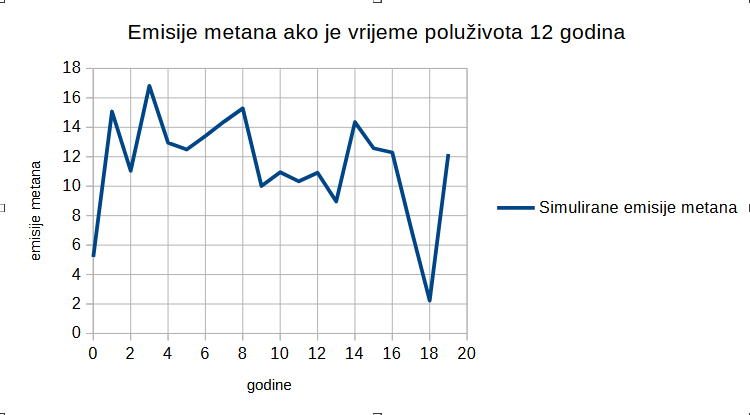 Emisije metana ako je vrijeme poluživota 12 godina
18
16
14
12
10
8
6
4
2
0
emisije metana
0 2 4 6 8 10 12 14 16 18 20
godine
Simulirane emisije metana